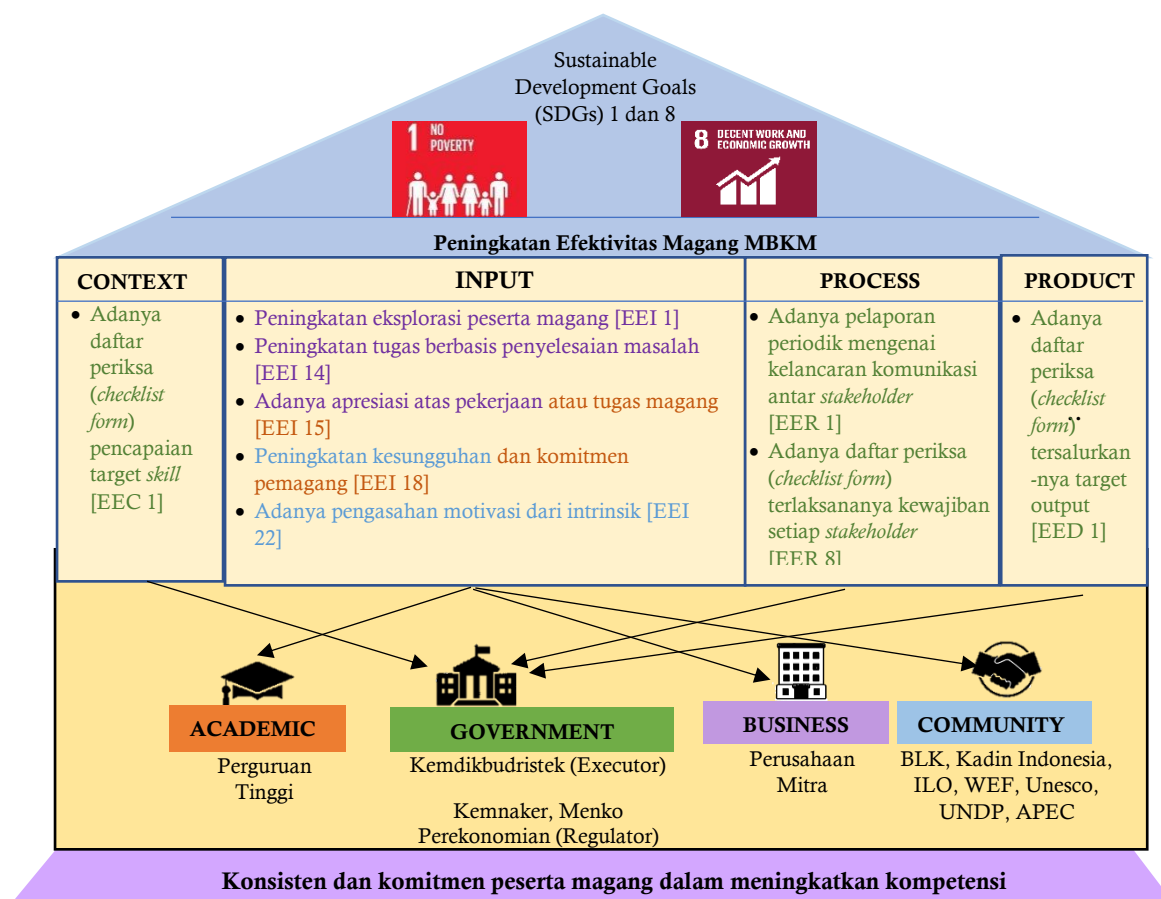 Sustainable
Development Goals
(SDGs) 1 dan 8
1 NO
POVERTY
8 DECENT WORK AND
ECONOMIC GROWTH
Peningkatan Efektivitas Magang MBKM
CONTEXT
• Adanya
daftar
periksa
(checklist
form)
pencapaian
target skill
[EEC 1]
INPUT
• Peningkatan eksplorasi peserta magang [EEI 1]
• Peningkatan tugas berbasis penyelesaian masalah
[EEI 14]
• Adanya apresiasi atas pekerjaan atau tugas magang
[EEI 15]
• Peningkatan kesungguhan dan komitmen
pemagang [EEI 18]
• Adanya pengasahan motivasi dari intrinsik [EEI
22]
PROCESS
• Adanya pelaporan
periodik mengenai
kelancaran komunikasi
antar stakeholder
[EER 1]
• Adanya daftar periksa
(checklist form)
terlaksananya kewajiban
setiap stakeholder
[EER 8]
PRODUCT
• Adanya
daftar
periksa
(checklist
form)
tersalurkan
-nya target
output
[EED 1]
ACADEMIC
Perguruan
Tinggi
GOVERNMENT
Kemdikbudristek (Executor)
Kemnaker, Menko
Perekonomian (Regulator)
BUSINESS
Perusahaan
Mitra
COMMUNITY
BLK, Kadin Indonesia,
ILO, WEF, Unesco,
UNDP, APEC
Konsisten dan komitmen peserta magang dalam meningkatkan kompetensi